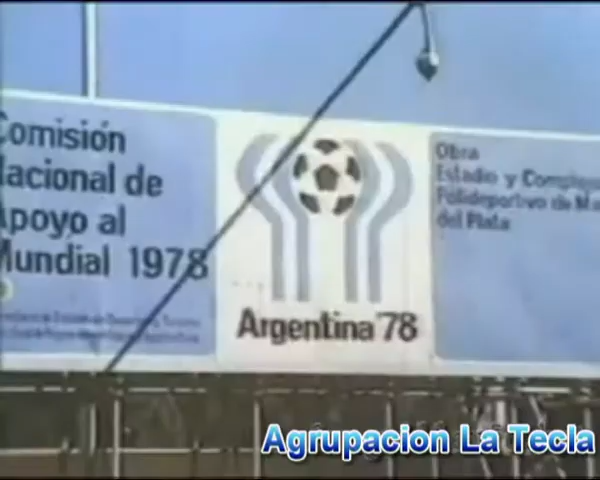 Comisión
Nacional de
Apoyo al
Mundial 1978
Argentina '78
Obra
Estadio y Complejo
Polideportivo de Ma
del Plata
Agrupacion La Tecla